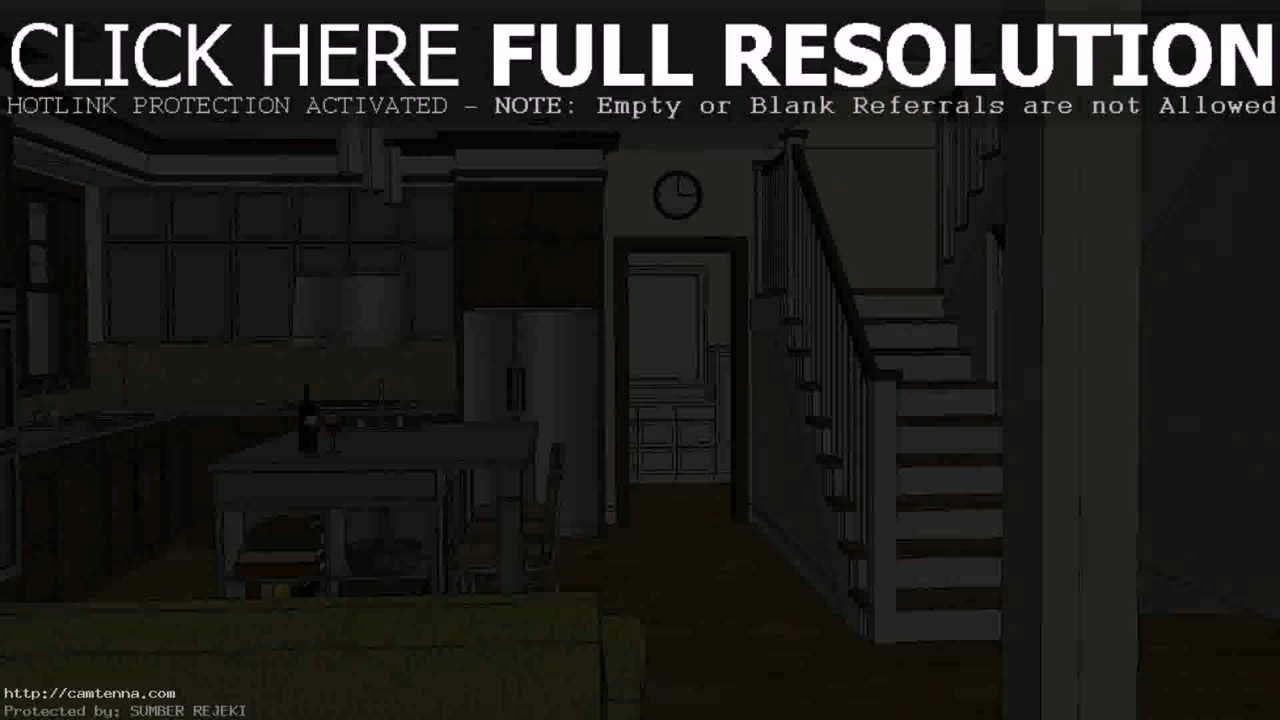 CLICK HERE FULL RESOLUTION
HOTLINK PROTECTION ACTIVATED - NOTE: Empty or Blank Referrals are not Allowed
http://camtenna.com
Protected by; SUMBER REJEKI